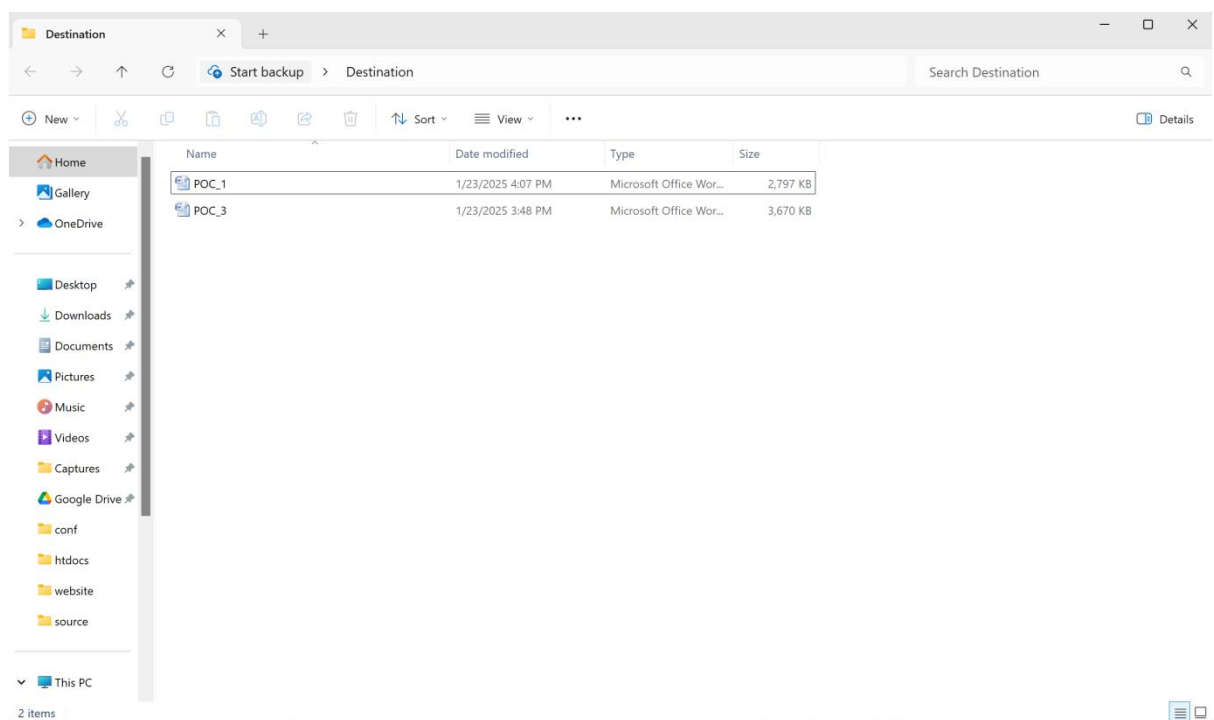 Destination
Start backup > Destination
Search Destination
New
Sort
View
Details
Name Date modified Type Size
POC_1 1/23/2025 4:07 PM Microsoft Office Wor... 2,797 KB
POC_3 1/23/2025 3:48 PM Microsoft Office Wor... 3,670 KB
Home
Gallery
OneDrive
Desktop
Downloads
Documents
Pictures
Music
Videos
Captures
Google Drive
conf
htdocs
website
source
This PC
2 items